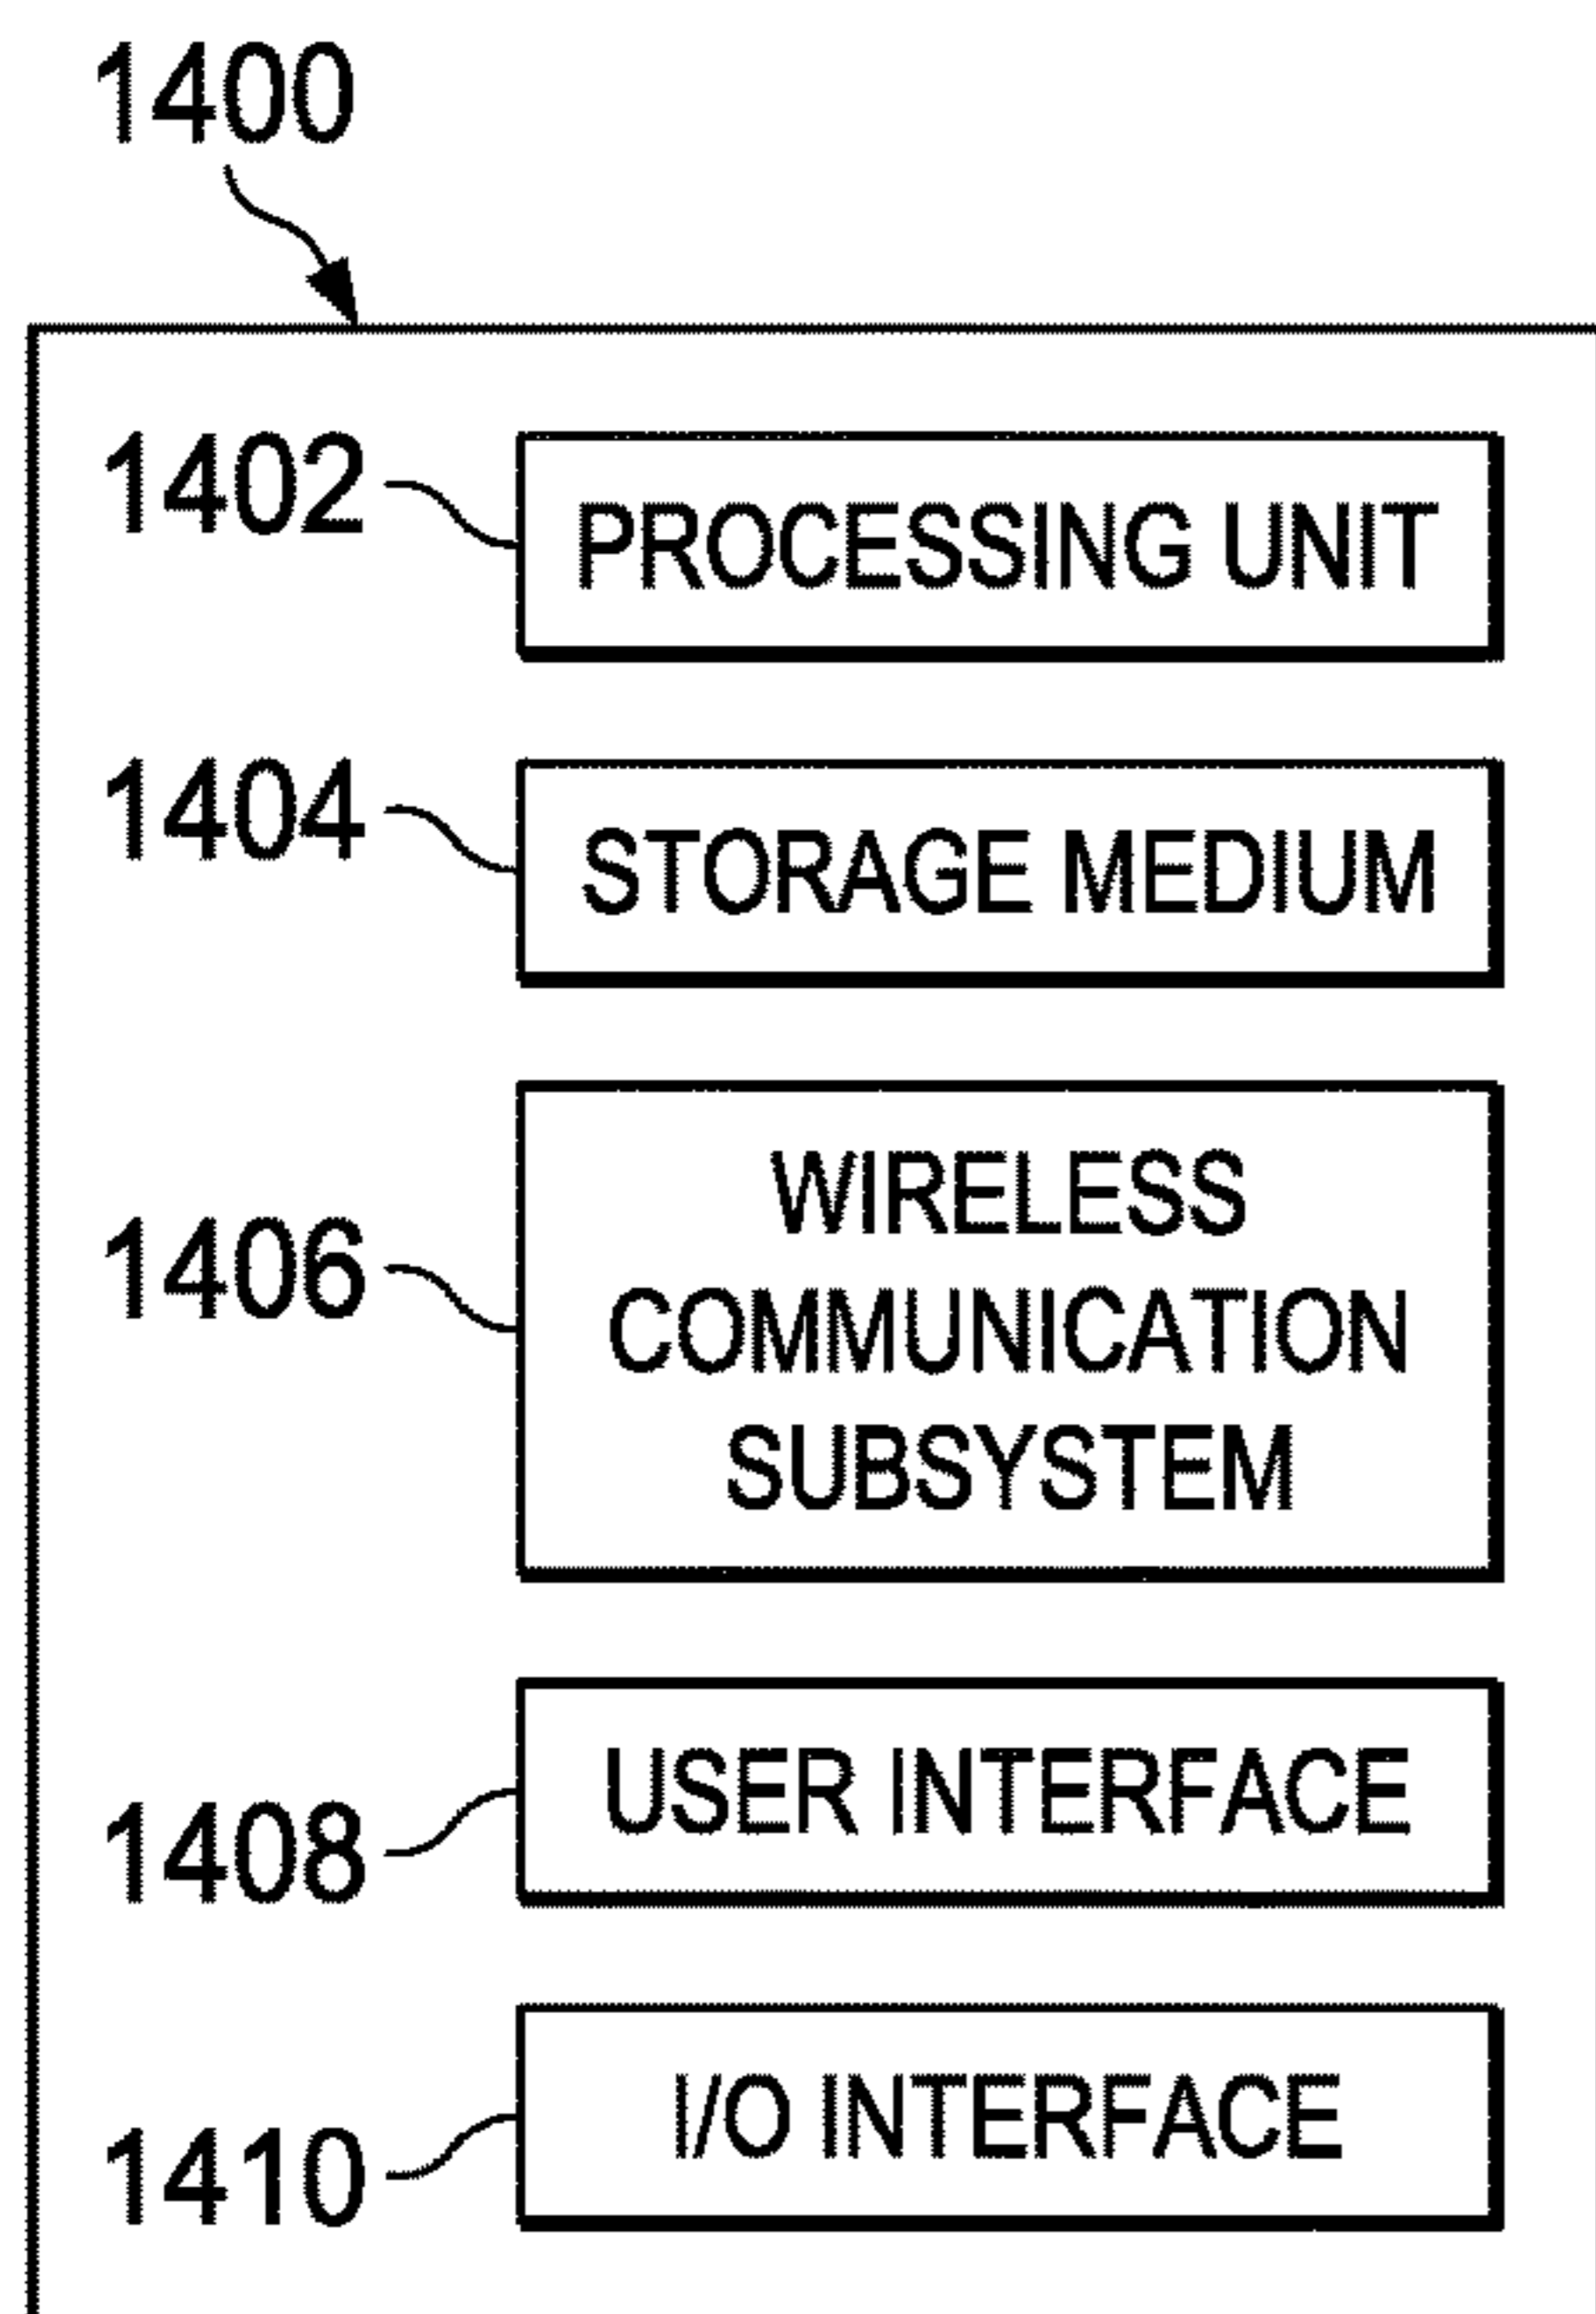 1400
1402
PROCESSING UNIT
1404
STORAGE MEDIUM
1406
WIRELESS
COMMUNICATION
SUBSYSTEM
1408
USER INTERFACE
1410
I/O INTERFACE